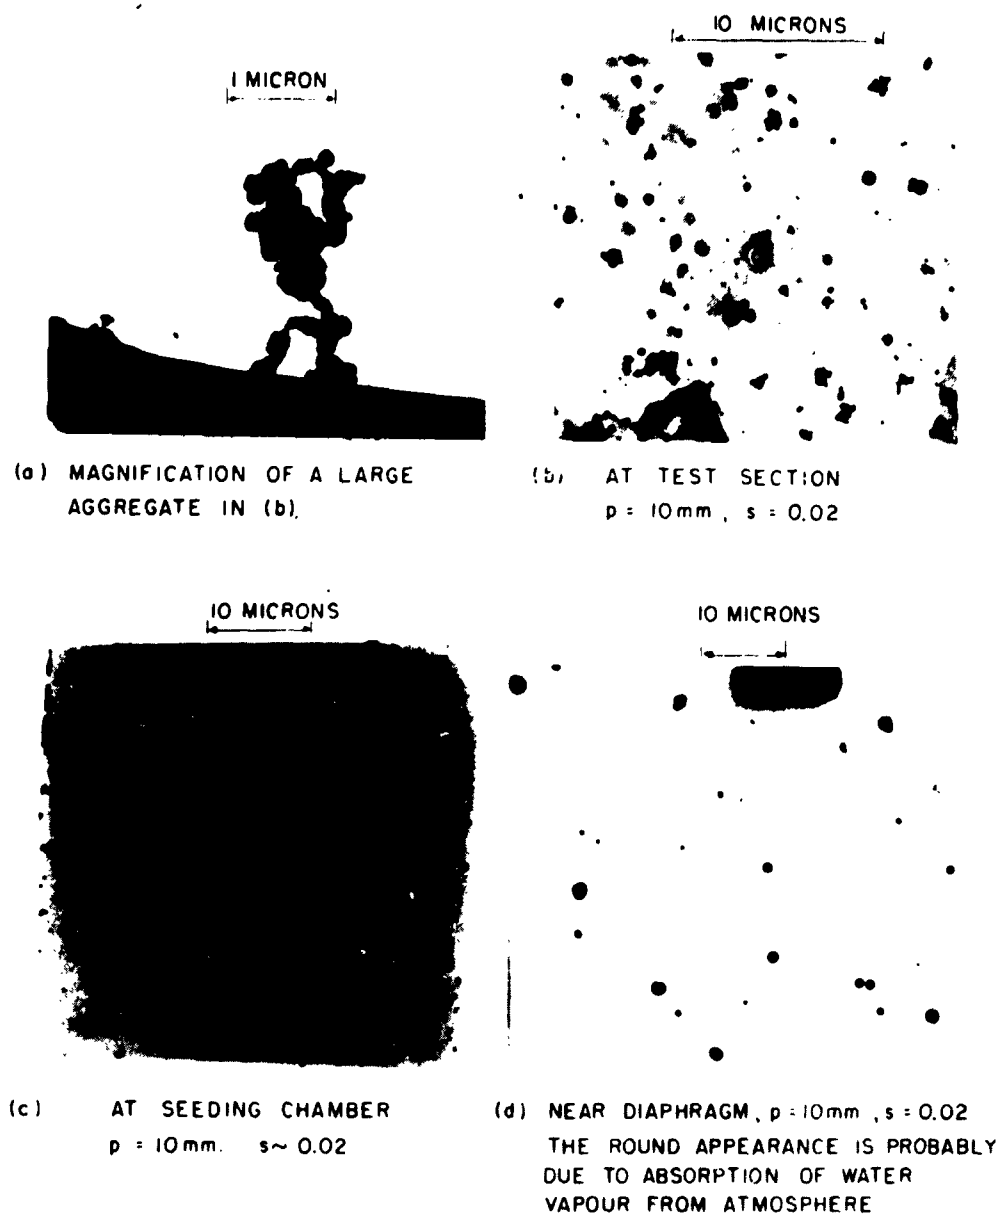 1 MICRON
10 MICRONS
(a) MAGNIFICATION OF A LARGE
AGGREGATE IN (b).
(b) AT TEST SECTION
p = 10mm, s = 0.02
10 MICRONS
10 MICRONS
(c) AT SEEDING CHAMBER
p = 10mm. s~ 0.02
(d) NEAR DIAPHRAGM, p = 10mm, s = 0.02
THE ROUND APPEARANCE IS PROBABLY
DUE TO ABSORPTION OF WATER
VAPOUR FROM ATMOSPHERE